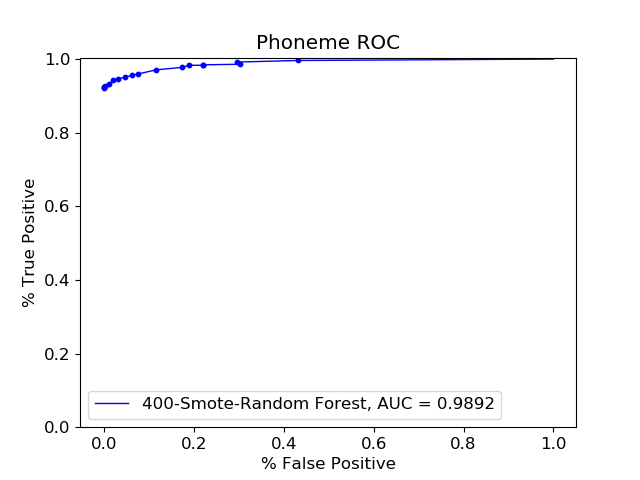 Phoneme ROC
1.0
0.8
0.6
0.4
0.2
0.0
% True Positive
400-Smote-Random Forest, AUC = 0.9892
0.0 0.2 0.4 0.6 0.8 1.0
% False Positive